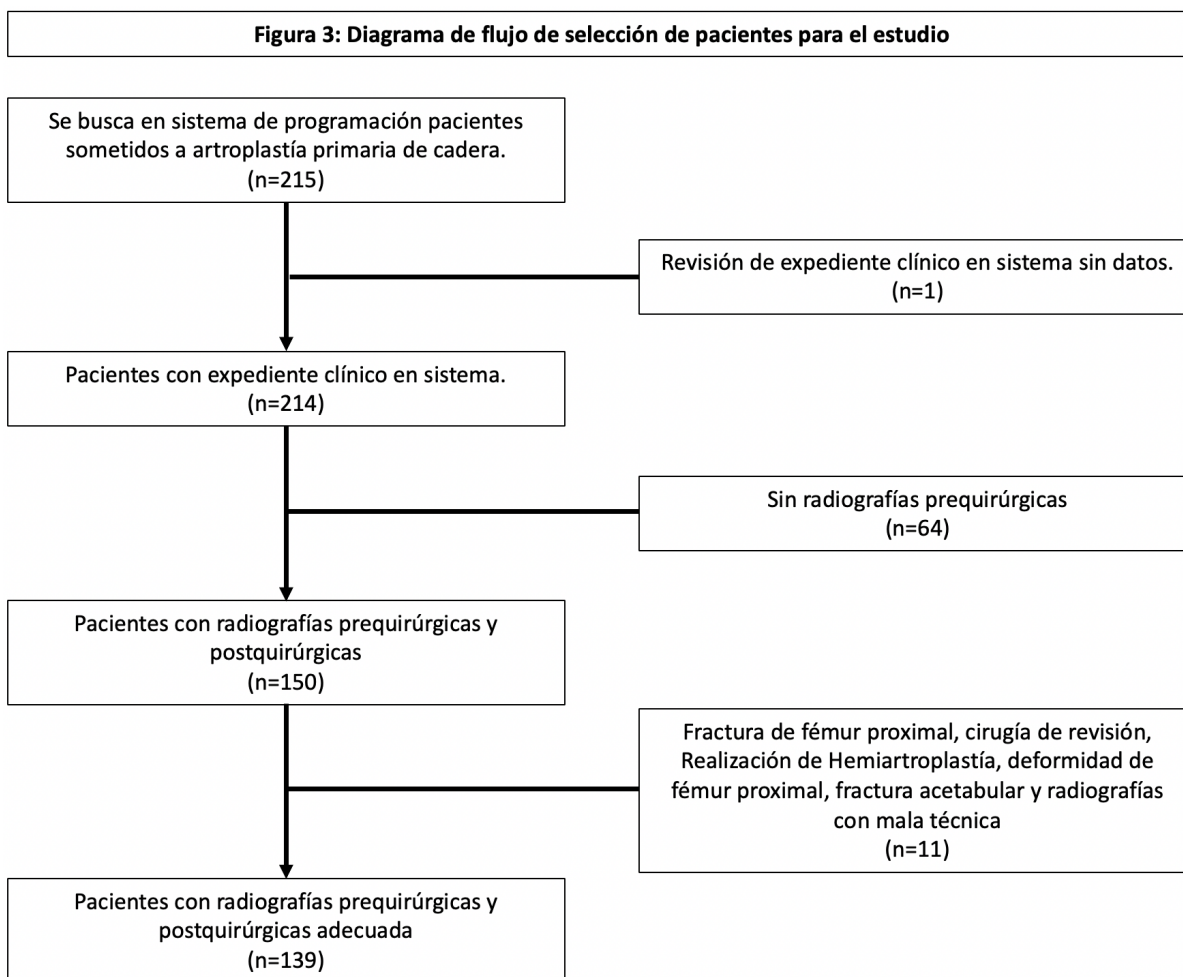 Figura 3: Diagrama de flujo de selección de pacientes para el estudio
Se busca en sistema de programación pacientes
sometidos a artroplastía primaria de cadera.
(n=215)
Revisión de expediente clínico en sistema sin datos.
(n=1)
Pacientes con expediente clínico en sistema.
(n=214)
Sin radiografías prequirúrgicas
(n=64)
Pacientes con radiografías prequirúrgicas y
postquirúrgicas
(n=150)
Fractura de fémur proximal, cirugía de revisión,
Realización de Hemiartroplastía, deformidad de
fémur proximal, fractura acetabular y radiografías
con mala técnica
(n=11)
Pacientes con radiografías prequirúrgicas y
postquirúrgicas adecuada
(n=139)